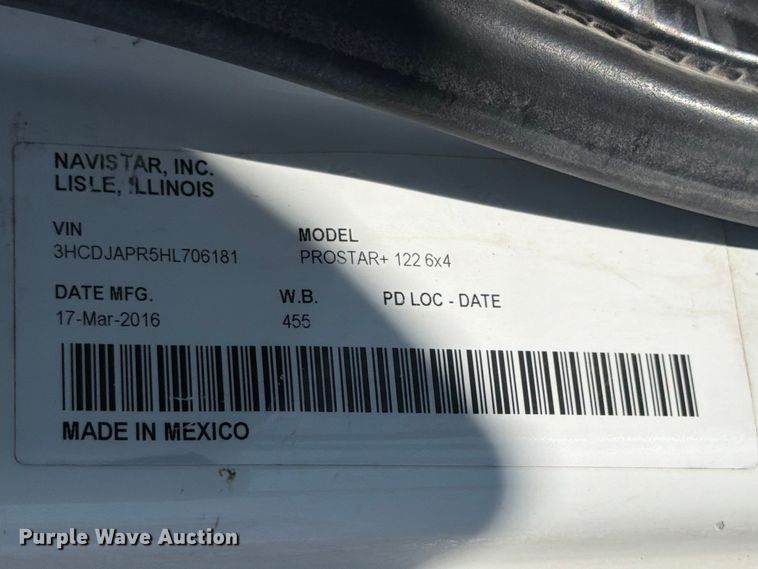 NAVISTAR, INC.
LISLE, ILLINOIS
VIN
3HCDJAPR5HL706181
MODEL
PROSTAR+ 122 6x4
DATE MFG.
17-Mar-2016
W.B.
455
PD LOC - DATE
MADE IN MEXICO
Purple Wave Auction